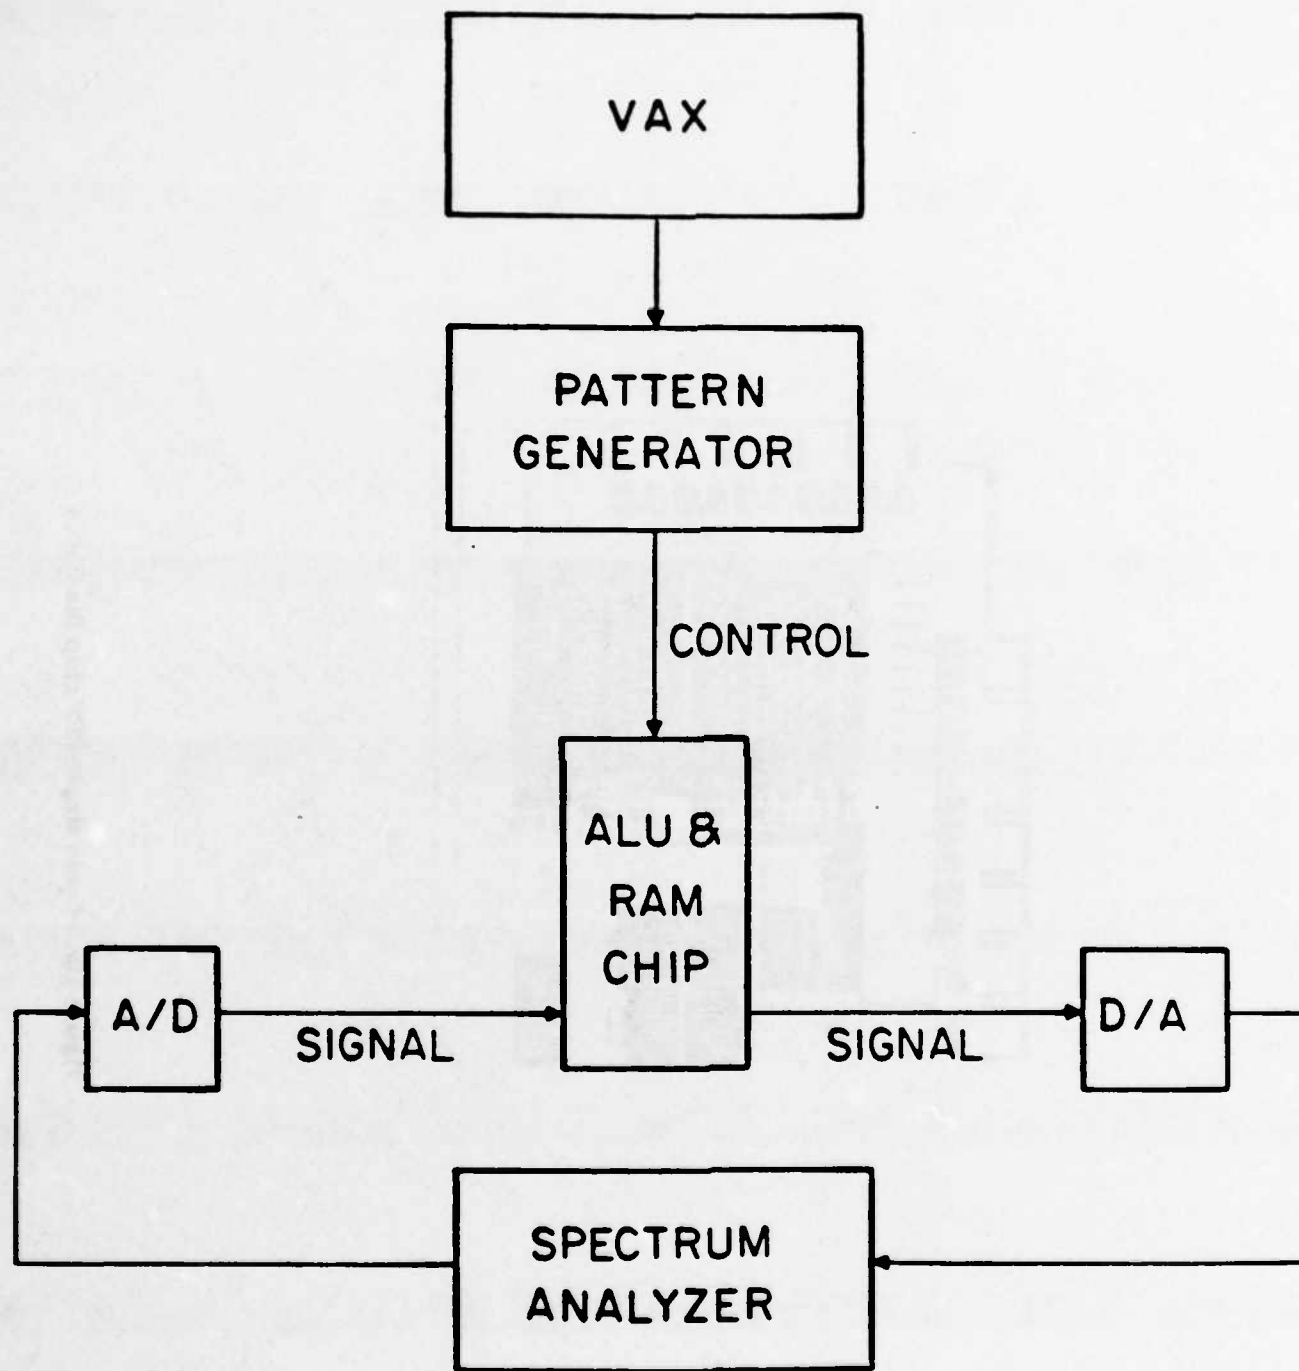 VAX
PATTERN
GENERATOR
CONTROL
ALU &
RAM
CHIP
A/D
SIGNAL
SIGNAL
D/A
SPECTRUM
ANALYZER